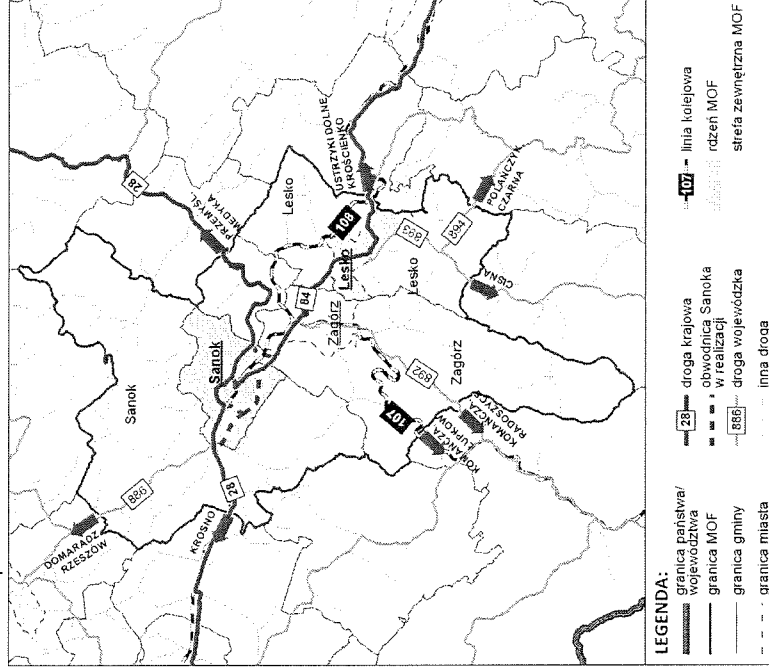 DOMARADZ
RZESZÓW
886
Sanok
KROSNO
28
Sanok
28
PRZEMYŚL
MEDYKA
Lesko
USTRZYKI DOLNE
KROŚCIENKO
108
84
Lesko
Zagórz
893
Lesko
894
POLAŃCZYK
CZARNA
CISNA
Zagórz
892
107
KOMAŃCZA
ŁUPKÓW
KOMAŃCZA
RADOSZYCE
LEGENDA:
granica państwa/
województwa
granica MOF
granica gminy
granica miasta
28 droga krajowa
obwodnica Sanoka
w realizacji
886 droga wojewódzka
inna droga
107 linia kolejowa
rdzeń MOF
strefa zewnętrzna MOF